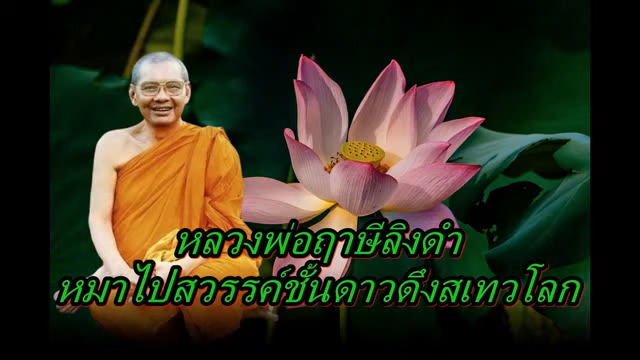 หลวงพ่อฤาษีลิงดำ
หมาไปสวรรค์ชั้นดาวดึงสเทวโลก